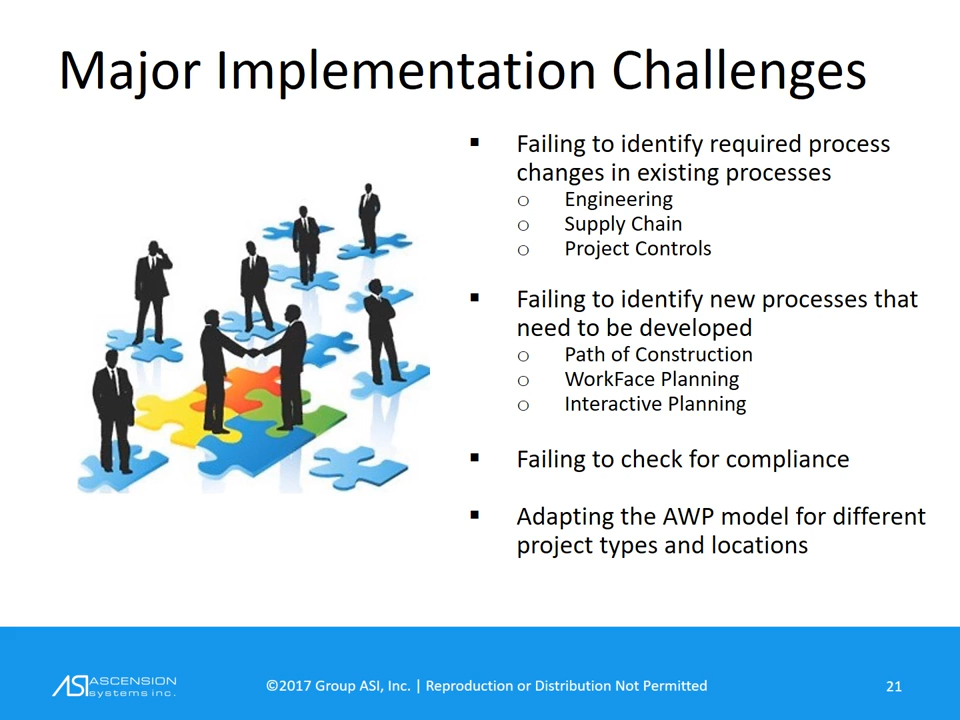 Major Implementation Challenges
▪ Failing to identify required process
changes in existing processes
o Engineering
o Supply Chain
o Project Controls
▪ Failing to identify new processes that
need to be developed
o Path of Construction
o WorkFace Planning
o Interactive Planning
▪ Failing to check for compliance
▪ Adapting the AWP model for different
project types and locations
ASI ASCENSION
systems inc.
©2017 Group ASI, Inc. | Reproduction or Distribution Not Permitted
21